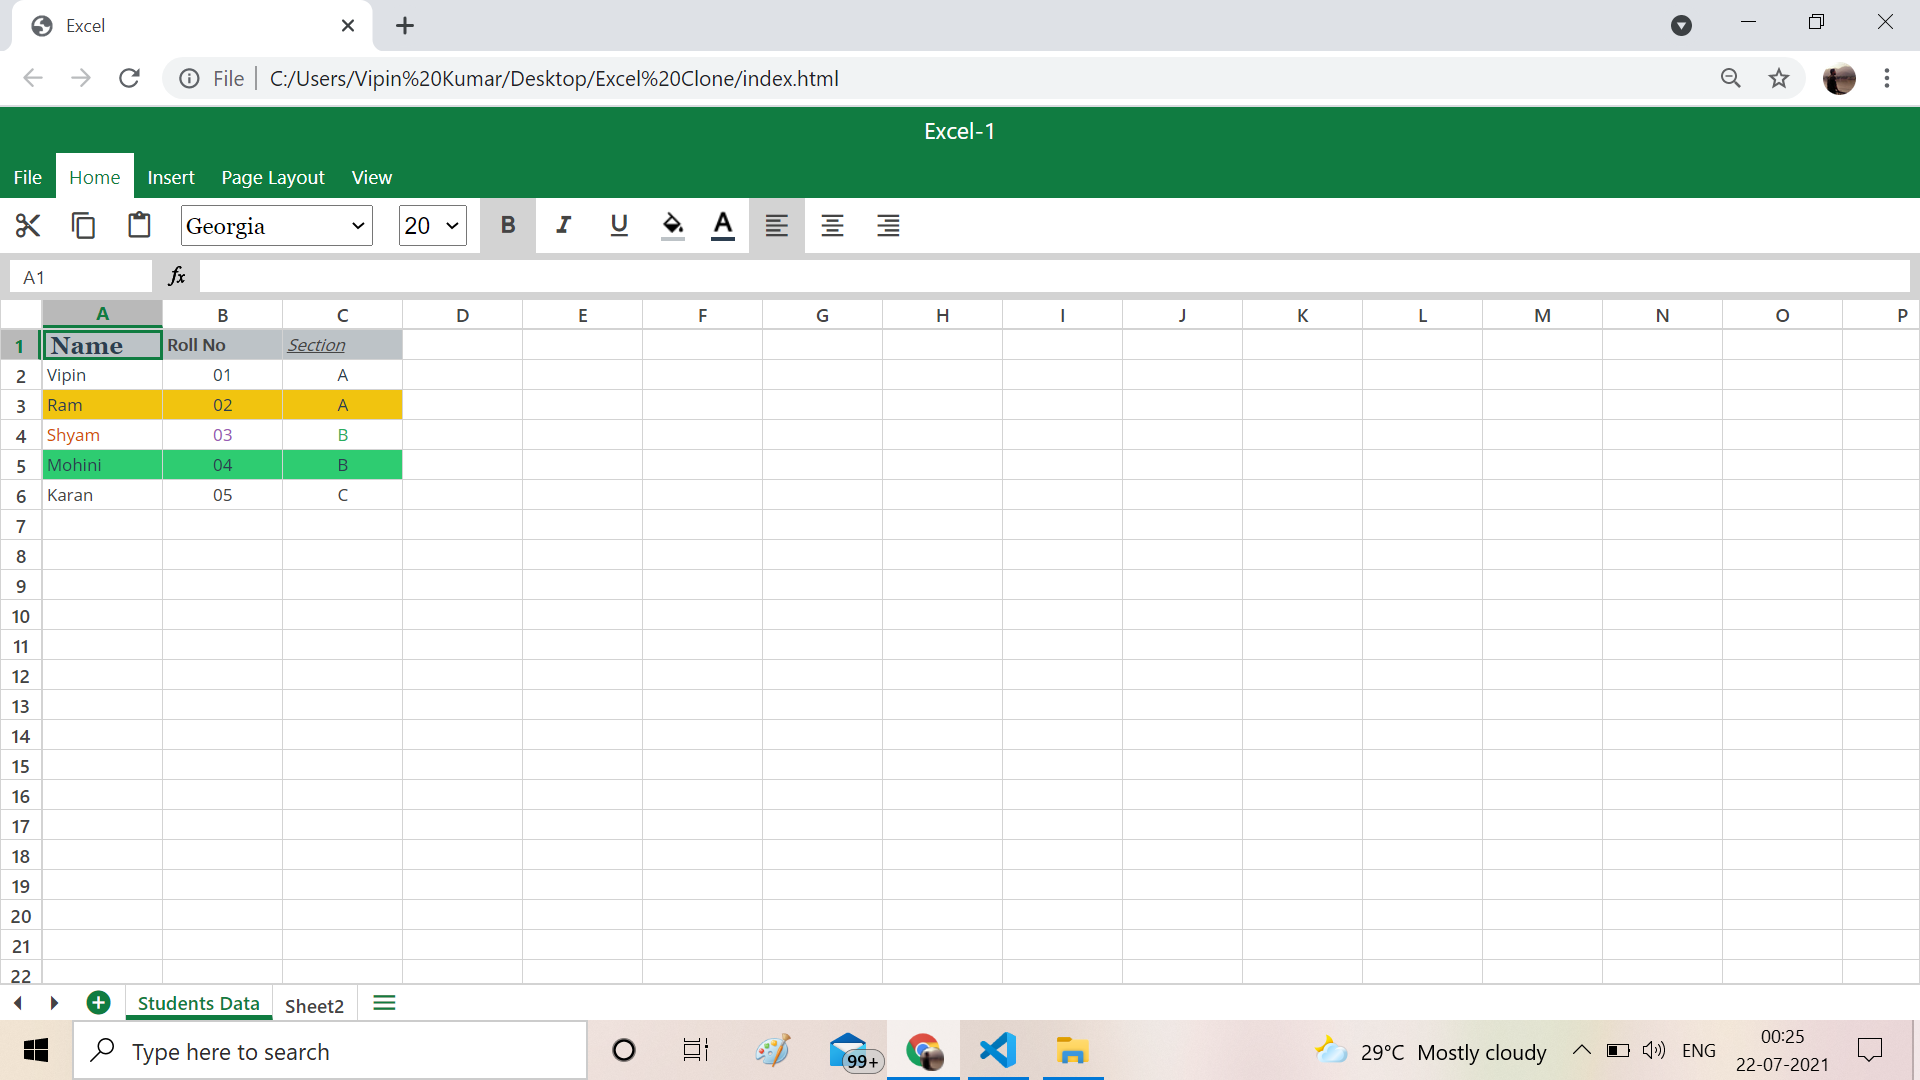 Excel
File C:/Users/Vipin%20Kumar/Desktop/Excel%20Clone/index.html
Excel-1
File Home Insert Page Layout View
Georgia 20 B I U A
A1 fx
A B C D E F G H I J K L M N O P
1 Name Roll No Section
2 Vipin 01 A
3 Ram 02 A
4 Shyam 03 B
5 Mohini 04 B
6 Karan 05 C
7
8
9
10
11
12
13
14
15
16
17
18
19
20
21
22
Students Data Sheet2
Type here to search 99+ 29°C Mostly cloudy ENG 00:25
22-07-2021